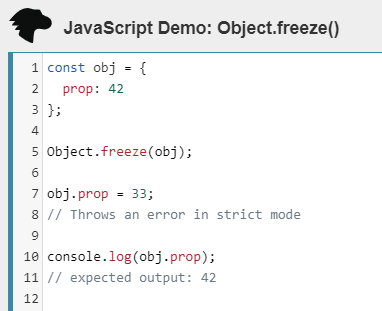 JavaScript Demo: Object.freeze()
1 const obj = {
2   prop: 42
3 };
4
5 Object.freeze(obj);
6
7 obj.prop = 33;
8 // Throws an error in strict mode
9
10 console.log(obj.prop);
11 // expected output: 42
12